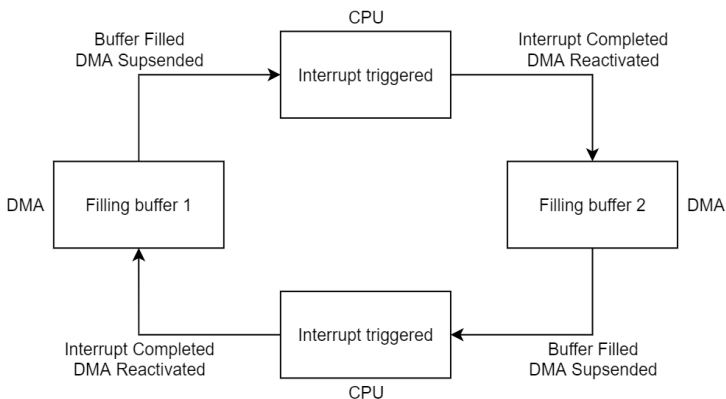 CPU
Buffer Filled
DMA Supsended
Interrupt triggered
Interrupt Completed
DMA Reactivated
DMA
Filling buffer 1
Filling buffer 2
DMA
Interrupt triggered
Interrupt Completed
DMA Reactivated
Buffer Filled
DMA Supsended
CPU